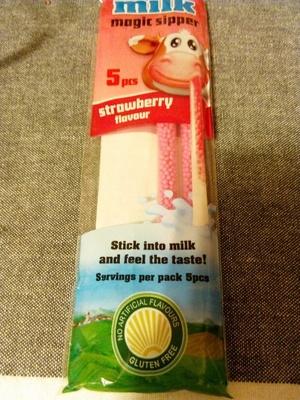 milk
magic sipper
5 pcs
strawberry
flavour
Stick into milk
and feel the taste!
Servings per pack 5pcs
NO ARTIFICIAL FLAVOURS
GLUTEN FREE